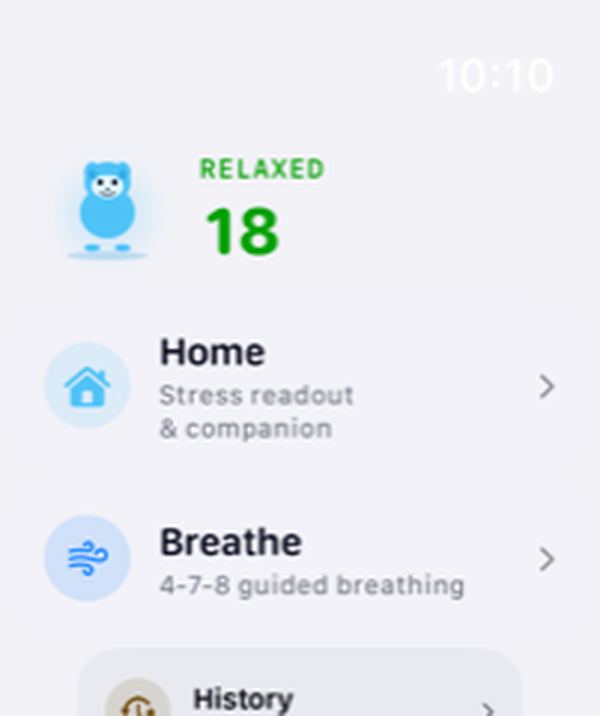 10:10
RELAXED
18
Home
Stress readout
& companion
Breathe
4-7-8 guided breathing
History